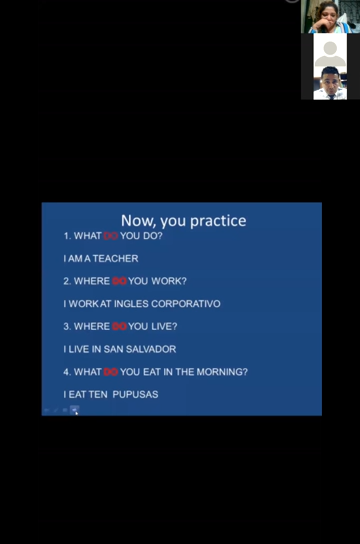 Now, you practice
1. WHAT DO YOU DO?
I AM A TEACHER
2. WHERE DO YOU WORK?
I WORK AT INGLES CORPORATIVO
3. WHERE DO YOU LIVE?
I LIVE IN SAN SALVADOR
4. WHAT DO YOU EAT IN THE MORNING?
I EAT TEN PUPUSAS